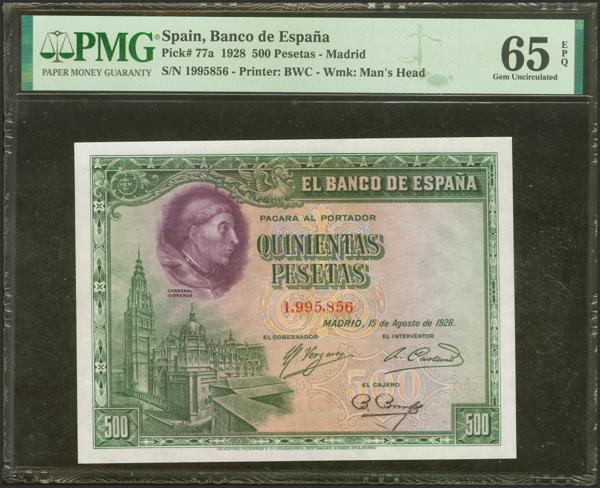 PMG
PAPER MONEY GUARANTY
Spain, Banco de España
Pick# 77a 1928 500 Pesetas - Madrid
S/N 1995856 - Printer: BWC - Wmk: Man's Head
65 EPQ
Gem Uncirculated
EL BANCO DE ESPAÑA
PAGARA AL PORTADOR
QUINIENTAS
PESETAS
CARDENAL
CISNEROS
1.995,856
MADRID, 15 de Agosto de 1928.
EL GOBERNADOR
EL INTERVENTOR
500
EL CAJERO
500
500